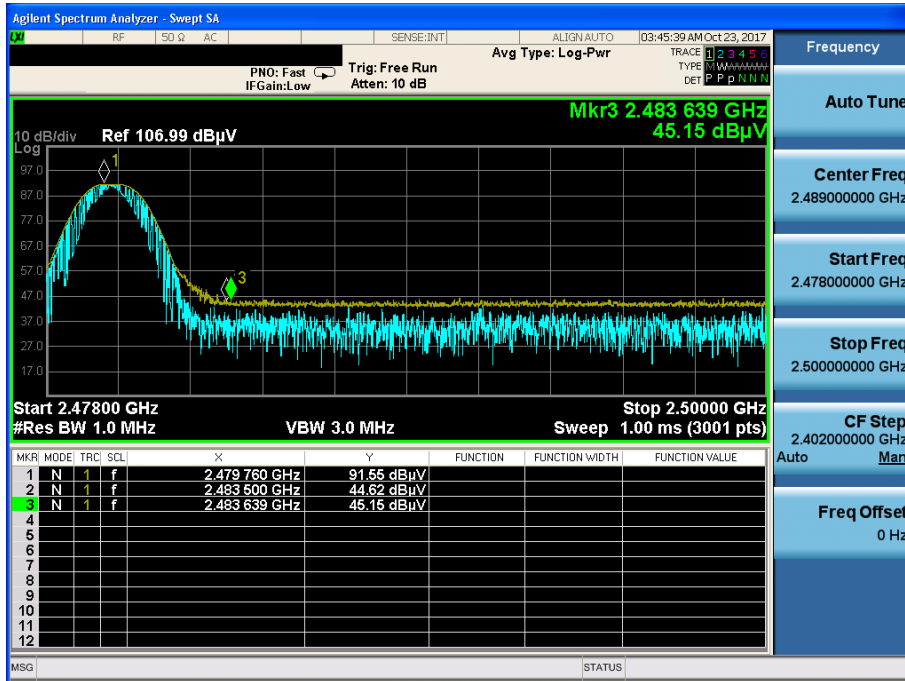 Agilent Spectrum Analyzer - Swept SA
LXI RF 50 Ω AC SENSE:INT ALIGNAUTO 03:45:39 AM Oct 23, 2017
PNO: Fast Trig: Free Run Avg Type: Log-Pwr TRACE 1 2 3 4 5 6
IFGain:Low Atten: 10 dB TYPE M W
DET P P p N N N
Mkr3 2.483 639 GHz
45.15 dBµV
10 dB/div Ref 106.99 dBµV
Log
97.0
87.0
77.0
67.0
57.0
47.0
37.0
27.0
17.0
1
3
Start 2.47800 GHz Stop 2.50000 GHz
#Res BW 1.0 MHz VBW 3.0 MHz Sweep 1.00 ms (3001 pts)
MKR MODE TRC SCL X Y FUNCTION FUNCTION WIDTH FUNCTION VALUE
1 N 1 f 2.479 760 GHz 91.55 dBµV
2 N 1 f 2.483 500 GHz 44.62 dBµV
3 N 1 f 2.483 639 GHz 45.15 dBµV
4
5
6
7
8
9
10
11
12
MSG STATUS
Frequency
Auto Tune
Center Freq
2.489000000 GHz
Start Freq
2.478000000 GHz
Stop Freq
2.500000000 GHz
CF Step
2.402000000 GHz
Auto Man
Freq Offset
0 Hz